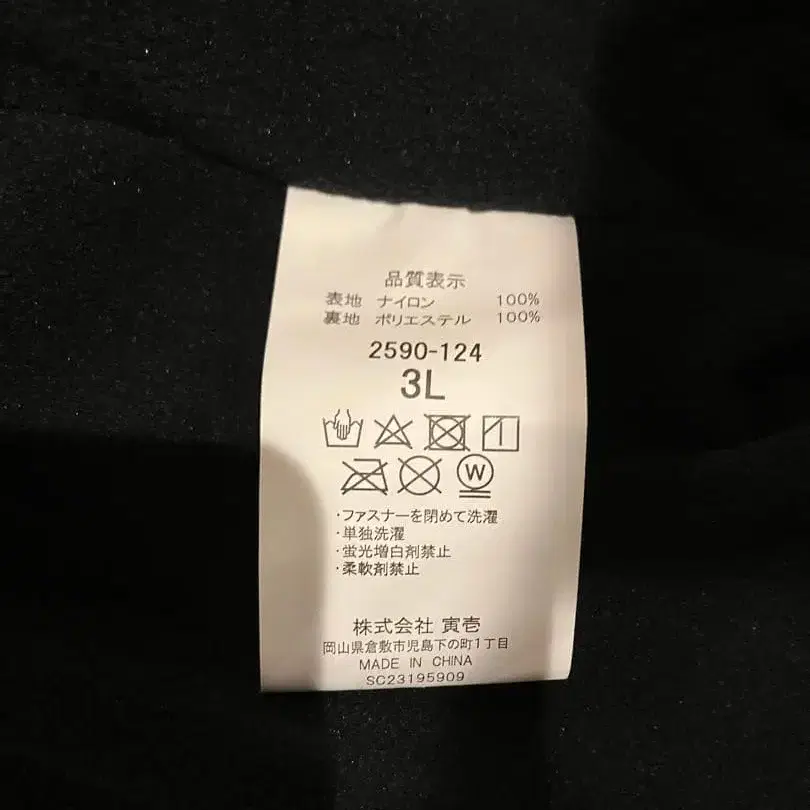 品質表示
表地 ナイロン 100%
裏地 ポリエステル 100%
2590-124
3L
W
・ファスナーを閉めて洗濯
・単独洗濯
・蛍光増白剤禁止
・柔軟剤禁止
株式会社 寅壱
岡山県倉敷市児島下の町1丁目
MADE IN CHINA
SC23195909